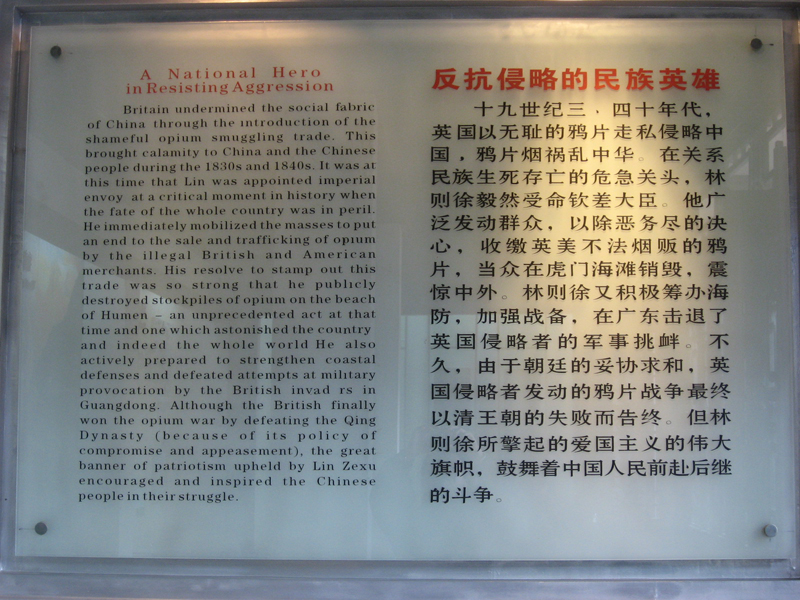 A National Hero
in Resisting Aggression
Britain undermined the social fabric
of China through the introduction of the
shameful opium smuggling trade. This
brought calamity to China and the Chinese
people during the 1830s and 1840s. It was at
this time that Lin was appointed imperial
envoy at a critical moment in history when
the fate of the whole country was in peril.
He immediately mobilized the masses to put
an end to the sale and trafficking of opium
by the illegal British and American
merchants. His resolve to stamp out this
trade was so strong that he publicly
destroyed stockpiles of opium on the beach
of Humen – an unprecedented act at that
time and one which astonished the country
and indeed the whole world He also
actively prepared to strengthen coastal
defenses and defeated attempts at military
provocation by the British invad rs in
Guangdong. Although the British finally
won the opium war by defeating the Qing
Dynasty (because of its policy of
compromise and appeasement), the great
banner of patriotism upheld by Lin Zexu
encouraged and inspired the Chinese
people in their struggle.
反抗侵略的民族英雄
十九世纪三．四十年代，
英国以无耻的鸦片走私侵略中
国，鸦片烟祸乱中华。在关系
民族生死存亡的危急关头，林
则徐毅然受命钦差大臣。他广
泛发动群众，以除恶务尽的决
心，收缴英美不法烟贩的鸦
片，当众在虎门海滩销毁，震
惊中外。林则徐又积极筹办海
防，加强战备，在广东击退了
英国侵略者的军事挑衅。不
久，由于朝廷的妥协求和，英
国侵略者发动的鸦片战争最终
以清王朝的失败而告终。但林
则徐所擎起的爱国主义的伟大
旗帜，鼓舞着中国人民前赴后继
的斗争。